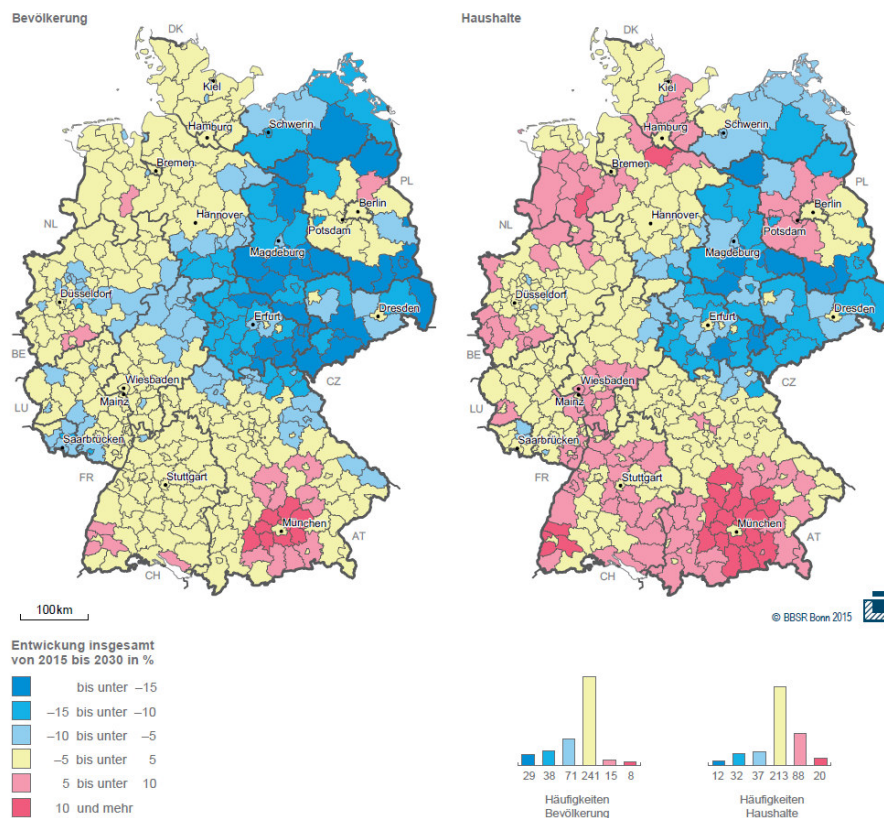 Bevölkerung
DK
Kiel
Hamburg
Schwerin
Bremen
PL
NL
Hannover
Berlin
Potsdam
Magdeburg
Düsseldorf
Erfurt
Dresden
BE
CZ
Wiesbaden
Mainz
LU
Saarbrücken
FR
Stuttgart
München
AT
CH
100 km
Haushalte
DK
Kiel
Hamburg
Schwerin
Bremen
PL
NL
Hannover
Berlin
Potsdam
Magdeburg
Düsseldorf
Erfurt
Dresden
BE
CZ
Wiesbaden
Mainz
LU
Saarbrücken
FR
Stuttgart
München
AT
CH
© BBSR Bonn 2015
Entwickung insgesamt
von 2015 bis 2030 in %
bis unter –15
–15 bis unter –10
–10 bis unter –5
–5 bis unter 5
5 bis unter 10
10 und mehr
29 38 71 241 15 8
Häufigkeiten
Bevölkerung
12 32 37 213 88 20
Häufigkeiten
Haushalte